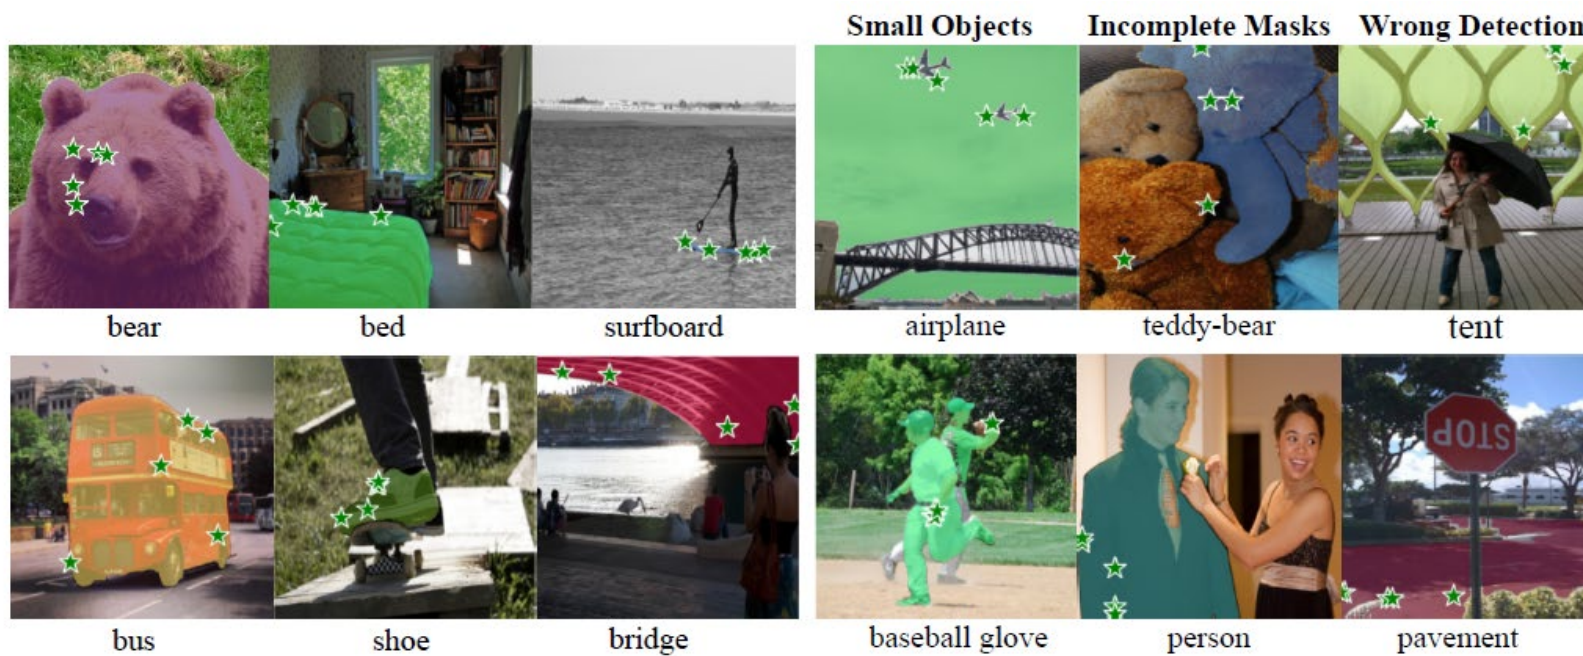 Small Objects Incomplete Masks Wrong Detection
bear bed surfboard airplane teddy-bear tent
STOP
bus shoe bridge baseball glove person pavement